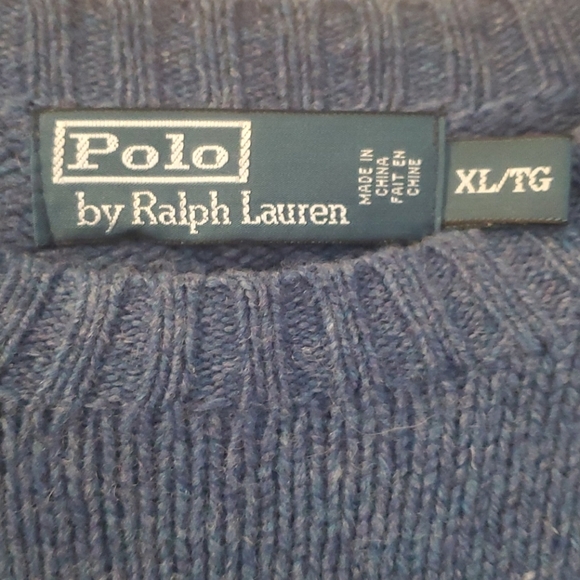 Polo
by Ralph Lauren
MADE IN
CHINA
FAIT EN
CHINE
XL/TG